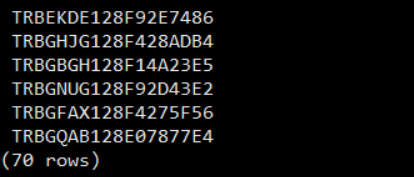 TRBEKDE128F92E7486
TRBGHJG128F428ADB4
TRBGBGH128F14A23E5
TRBGNUG128F92D43E2
TRBGFAX128F4275F56
TRBGQAB128E07877E4
(70 rows)